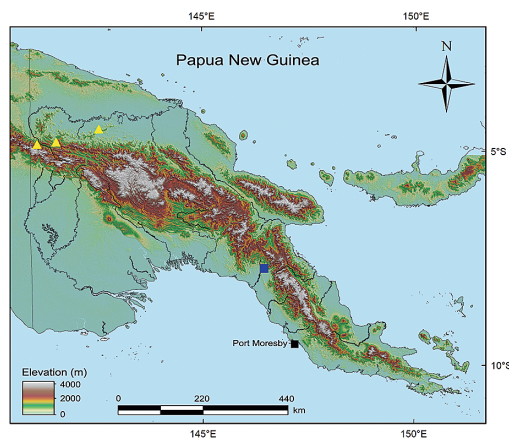 145°E 150°E
Papua New Guinea
N
5°S
Port Moresby
10°S
Elevation (m)
4000
2000
0
0 220 440
km
145°E 150°E